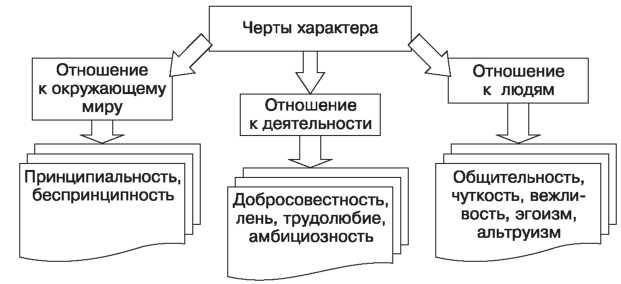 Черты характера
Отношение
к окружающему
миру
Отношение
к деятельности
Отношение
к людям
Принципиальность,
беспринципность
Добросовестность,
лень, трудолюбие,
амбициозность
Общительность,
чуткость, вежли-
вость, эгоизм,
альтруизм